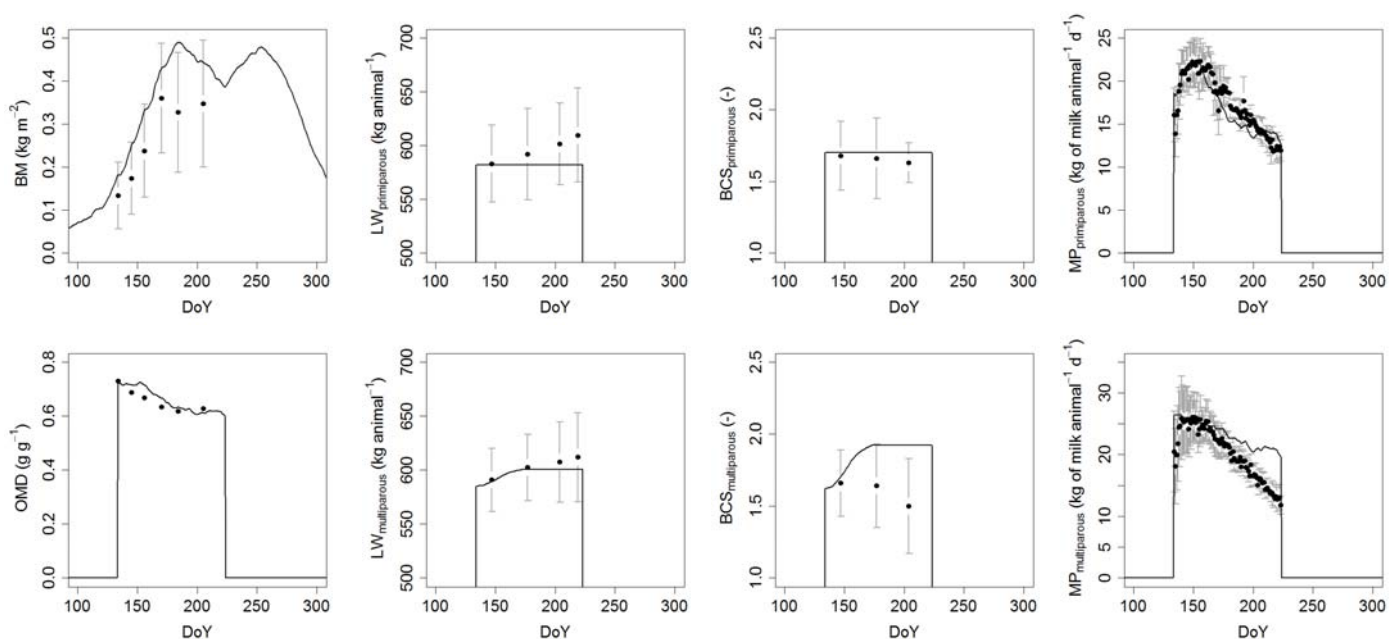 BM (kg m⁻²)
0.5
0.4
0.3
0.2
0.1
0.0
100 150 200 250 300
DoY
LWprimiparous (kg animal⁻¹)
700
650
600
550
500
100 150 200 250 300
DoY
BCSprimiparous (-)
2.5
2.0
1.5
1.0
100 150 200 250 300
DoY
MPprimiparous (kg of milk animal⁻¹ d⁻¹)
25
20
15
10
5
0
100 150 200 250 300
DoY
OMD (g g⁻¹)
0.8
0.6
0.4
0.2
0.0
100 150 200 250 300
DoY
LWmultiparous (kg animal⁻¹)
700
650
600
550
500
100 150 200 250 300
DoY
BCSmultiparous (-)
2.5
2.0
1.5
1.0
100 150 200 250 300
DoY
MPmultiparous (kg of milk animal⁻¹ d⁻¹)
30
20
10
0
100 150 200 250 300
DoY